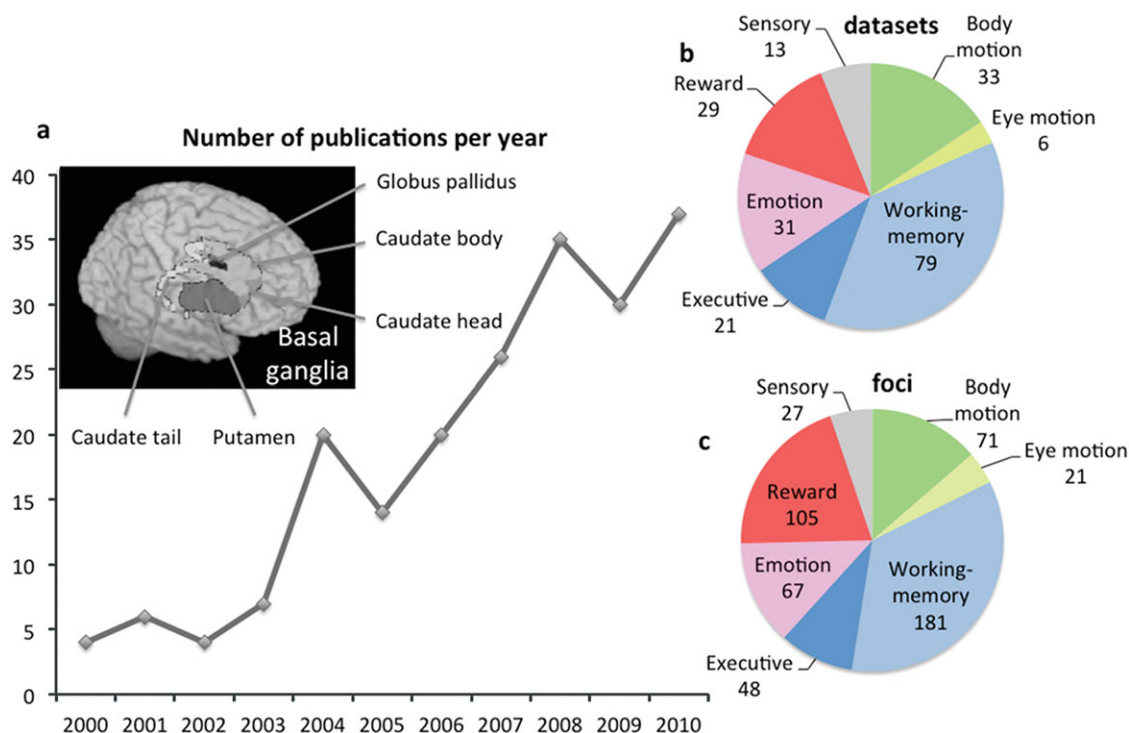 a
Number of publications per year
40
35
30
25
20
15
10
5
0
2000 2001 2002 2003 2004 2005 2006 2007 2008 2009 2010
Globus pallidus
Caudate body
Caudate head
Basal
ganglia
Caudate tail
Putamen
b
datasets
Sensory
13
Body
motion
33
Reward
29
Eye motion
6
Emotion
31
Working-
memory
79
Executive
21
c
foci
Sensory
27
Body
motion
71
Eye motion
21
Reward
105
Emotion
67
Working-
memory
181
Executive
48